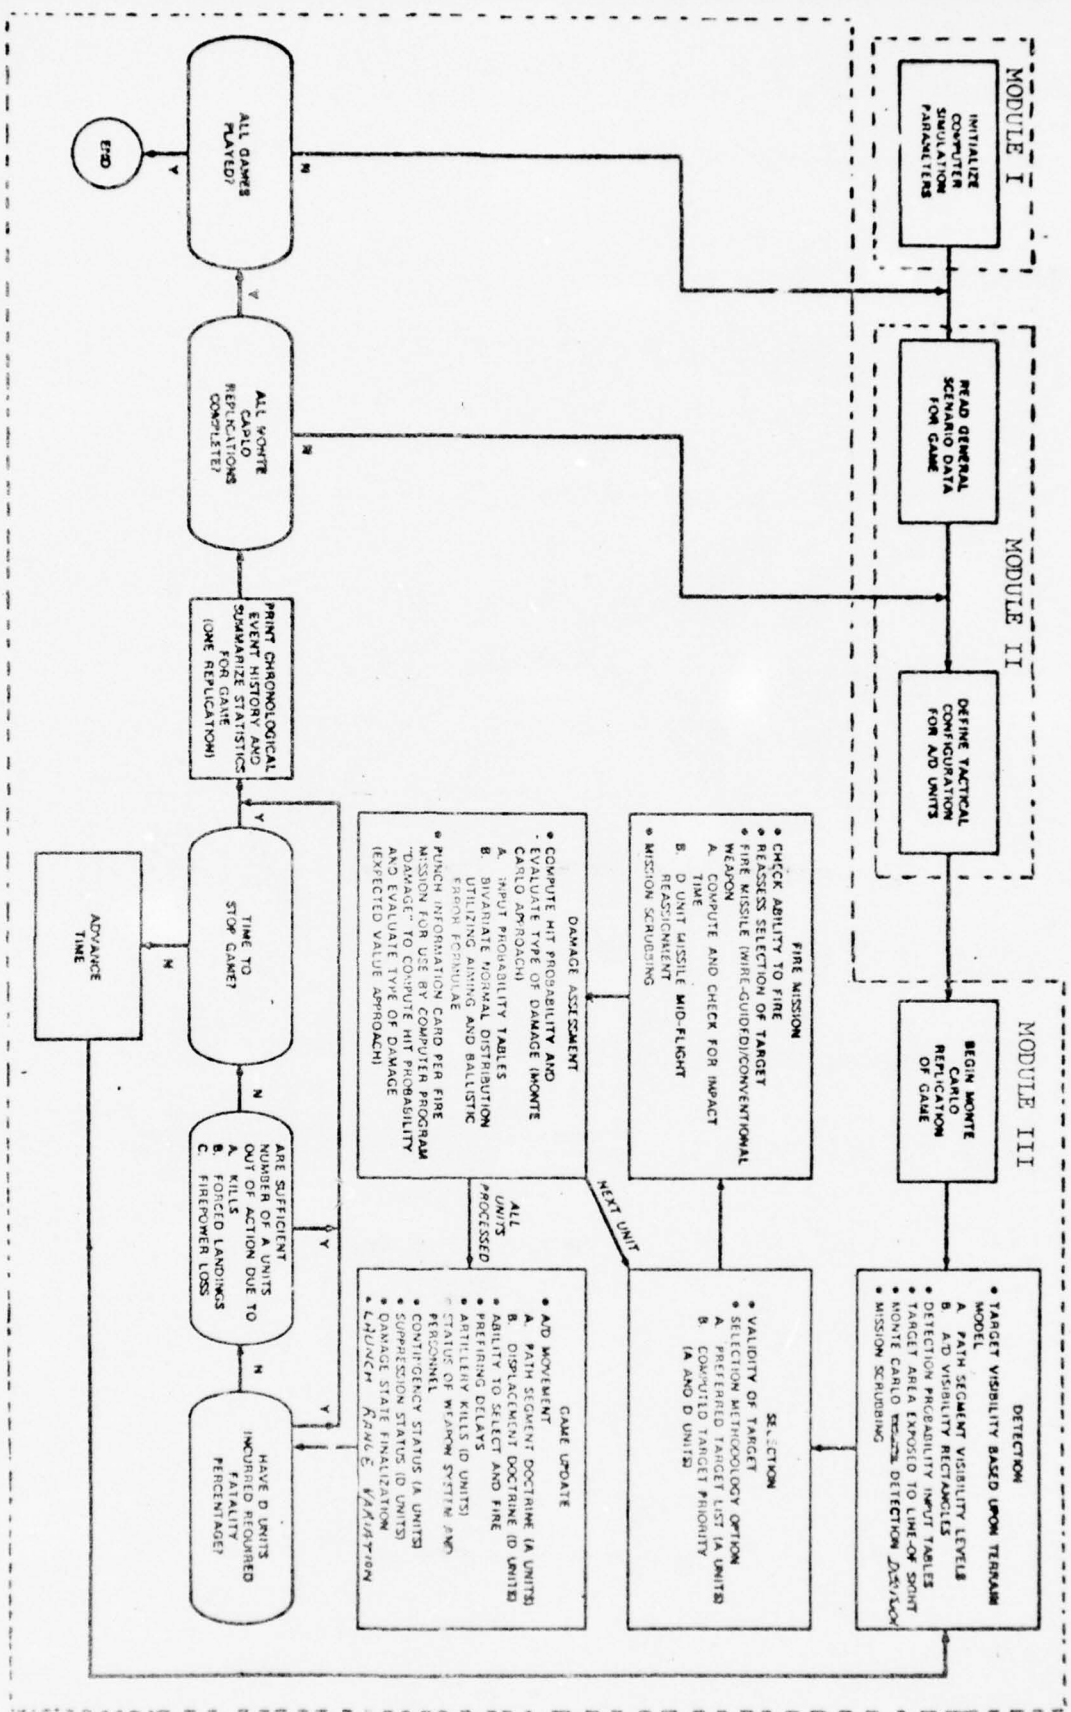 MODULE I
INITIALIZE
COMPUTER
SIMULATION
PARAMETERS
MODULE II
READ GENERAL
SCENARIO DATA
FOR GAME
DEFINE TACTICAL
CONFIGURATION
FOR A/D UNITS
MODULE III
BEGIN MONTE
CARLO
REPLICATION
OF GAME
DETECTION
• TARGET VISIBILITY BASED UPON TERRAIN
MODEL
A. PATH SEGMENT VISIBILITY LEVELS
B. A/D VISIBILITY RECTANGLES
• DETECTION PROBABILITY INPUT TABLES
• TARGET AREA EXPOSED TO LINE-OF SIGHT
• MONTE CARLO DETECTION
• MISSION SCRUBBING
SELECTION
• VALIDITY OF TARGET
• SELECTION METHODOLOGY OPTION
A. PREFERRED TARGET LIST (A UNITS)
B. COMPUTED TARGET PRIORITY
(A AND D UNITS)
FIRE MISSION
• CHECK ABILITY TO FIRE
• REASSESS SELECTION OF TARGET
• FIRE MISSILE (WIRE-GUIDED)/CONVENTIONAL
WEAPON
A. COMPUTE AND CHECK FOR IMPACT
TIME
B. D UNIT MISSILE MID-FLIGHT
REASSIGNMENT
• MISSION SCRUBBING
DAMAGE ASSESSMENT
• COMPUTE HIT PROBABILITY AND
EVALUATE TYPE OF DAMAGE (MONTE
CARLO APPROACH)
A. INPUT PROBABILITY TABLES
B. BIVARIATE NORMAL DISTRIBUTION
UTILIZING AIMING AND BALLISTIC
ERROR FORMULAE
• PUNCH INFORMATION CARD PER FIRE
MISSION FOR USE BY COMPUTER PROGRAM
"DAMAGE" TO COMPUTE HIT PROBABILITY
AND EVALUATE TYPE OF DAMAGE
(EXPECTED VALUE APPROACH)
NEXT UNIT
ALL
UNITS
PROCESSED
GAME UPDATE
• A/D MOVEMENT
A. PATH SEGMENT DOCTRINE (A UNITS)
B. DISPLACEMENT DOCTRINE (D UNITS)
• ABILITY TO SELECT AND FIRE
• PREFIRING DELAYS
• ARTILLERY KILLS (D UNITS)
• STATUS OF WEAPON SYSTEM AND
PERSONNEL
• CONTINGENCY STATUS (A UNITS)
• SUPPRESSION STATUS (D UNITS)
• DAMAGE STATE FINALIZATION
• LAUNCH RANGE VARIATION
HAVE D UNITS
INCURRED REQUIRED
FATALITY
PERCENTAGE?
Y
N
ARE SUFFICIENT
NUMBER OF A UNITS
OUT OF ACTION DUE TO
A. KILLS
B. FORCED LANDINGS
C. FIREPOWER LOSS
Y
N
TIME TO
STOP GAME?
Y
N
ADVANCE
TIME
PRINT CHRONOLOGICAL
EVENT HISTORY AND
SUMMARIZE STATISTICS
FOR GAME
(ONE REPLICATION)
ALL MONTE
CARLO
REPLICATIONS
COMPLETE?
N
Y
ALL GAMES
PLAYED?
N
Y
END